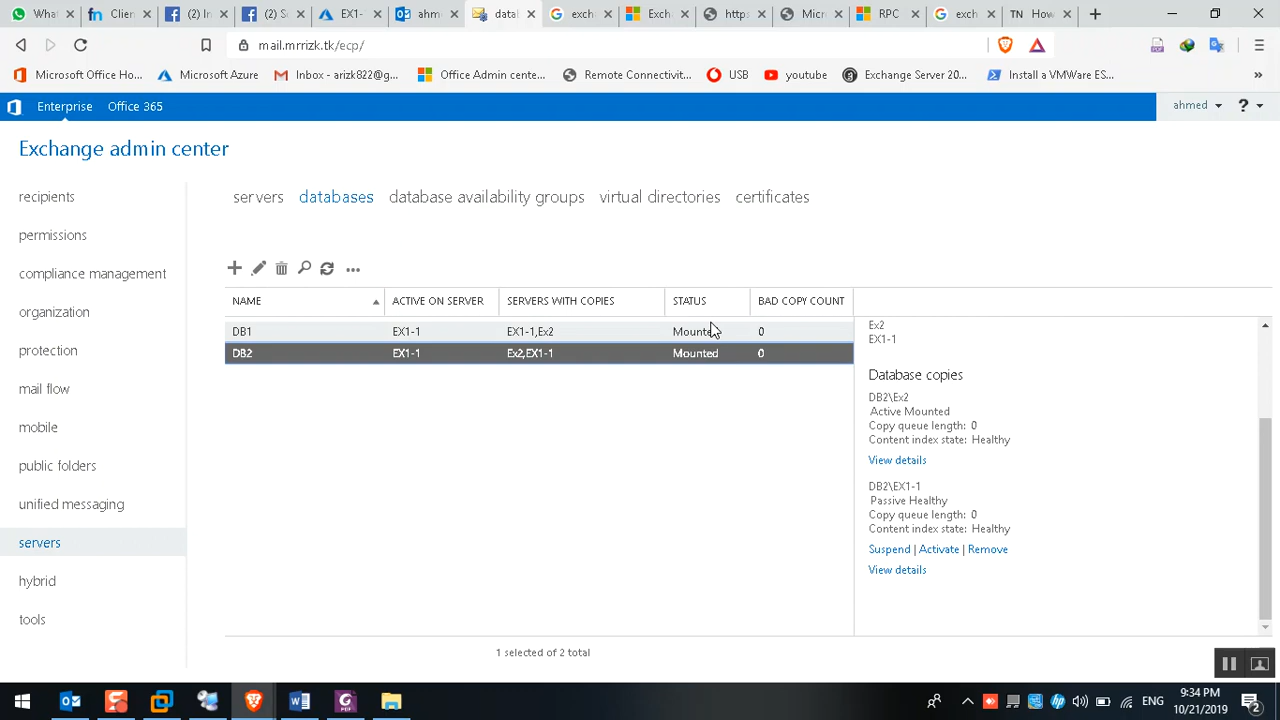 Clien
(2) In
(2) S
EX1-
ahm
datal
exch
Exch
https
Micr
RPC
exch
TN
How
mail.mrrizk.tk/ecp/
Microsoft Office Ho...
Microsoft Azure
Inbox - arizk822@g...
Office Admin cente...
Remote Connectivit...
USB
youtube
Exchange Server 20...
Install a VMWare ES...
»
Enterprise
Office 365
ahmed
?
Exchange admin center
recipients
permissions
compliance management
organization
protection
mail flow
mobile
public folders
unified messaging
servers
hybrid
tools
servers
databases
database availability groups
virtual directories
certificates
NAME
ACTIVE ON SERVER
SERVERS WITH COPIES
STATUS
BAD COPY COUNT
DB1
EX1-1
EX1-1,Ex2
Mounted
0
DB2
EX1-1
Ex2,EX1-1
Mounted
0
1 selected of 2 total
Ex2
EX1-1
Database copies
DB2\Ex2
Active Mounted
Copy queue length: 0
Content index state: Healthy
View details
DB2\EX1-1
Passive Healthy
Copy queue length: 0
Content index state: Healthy
Suspend | Activate | Remove
View details
ENG
9:34 PM
10/21/2019
2